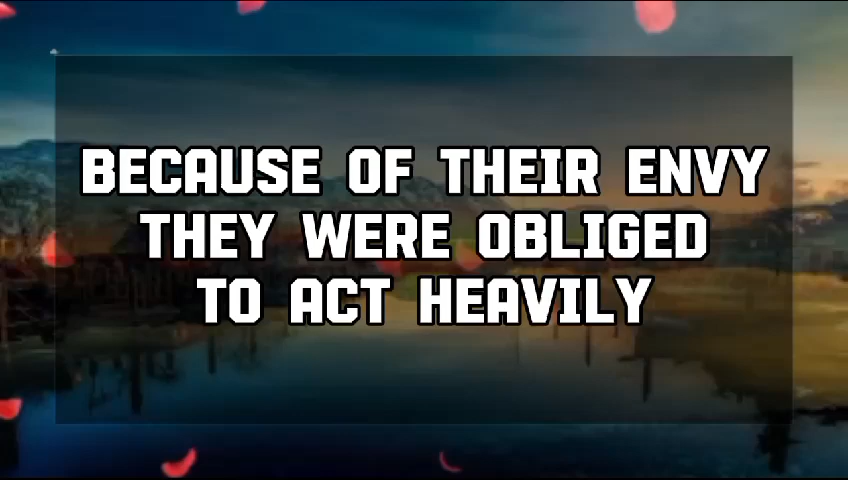 BECAUSE OF THEIR ENVY
THEY WERE OBLIGED
TO ACT HEAVILY